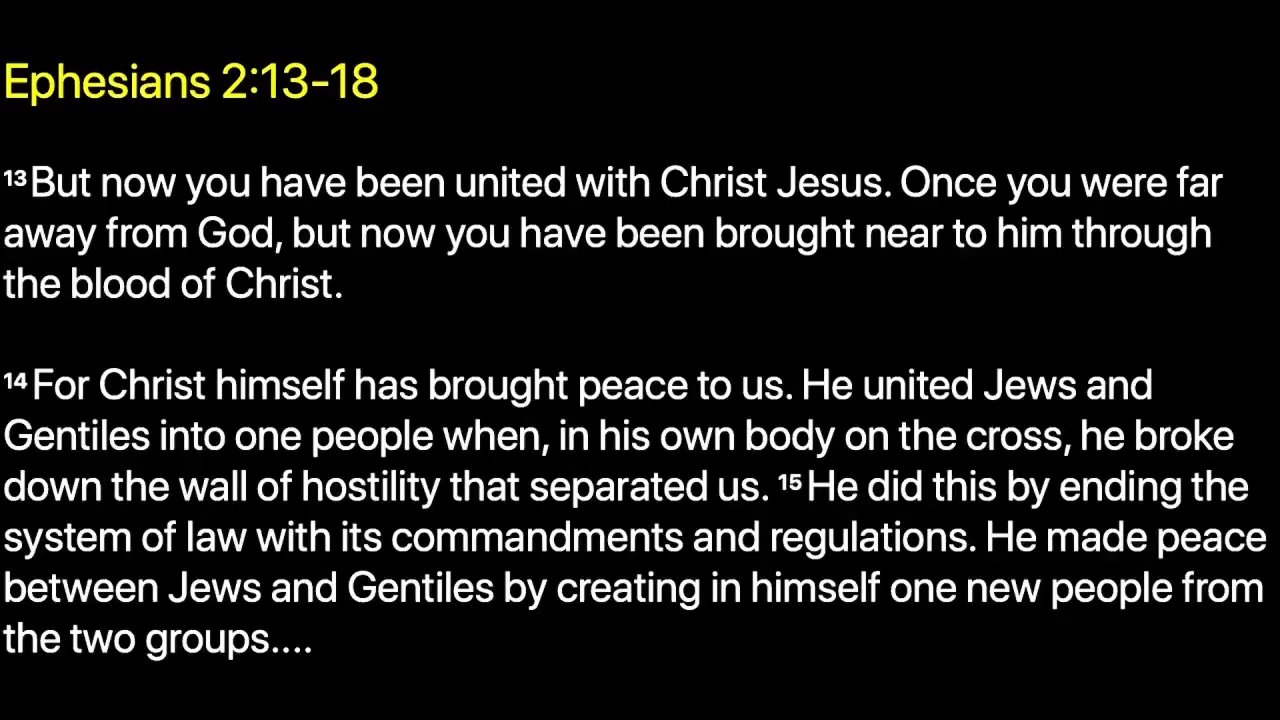 Ephesians 2:13-18
¹³But now you have been united with Christ Jesus. Once you were far
away from God, but now you have been brought near to him through
the blood of Christ.
¹⁴For Christ himself has brought peace to us. He united Jews and
Gentiles into one people when, in his own body on the cross, he broke
down the wall of hostility that separated us. ¹⁵He did this by ending the
system of law with its commandments and regulations. He made peace
between Jews and Gentiles by creating in himself one new people from
the two groups....